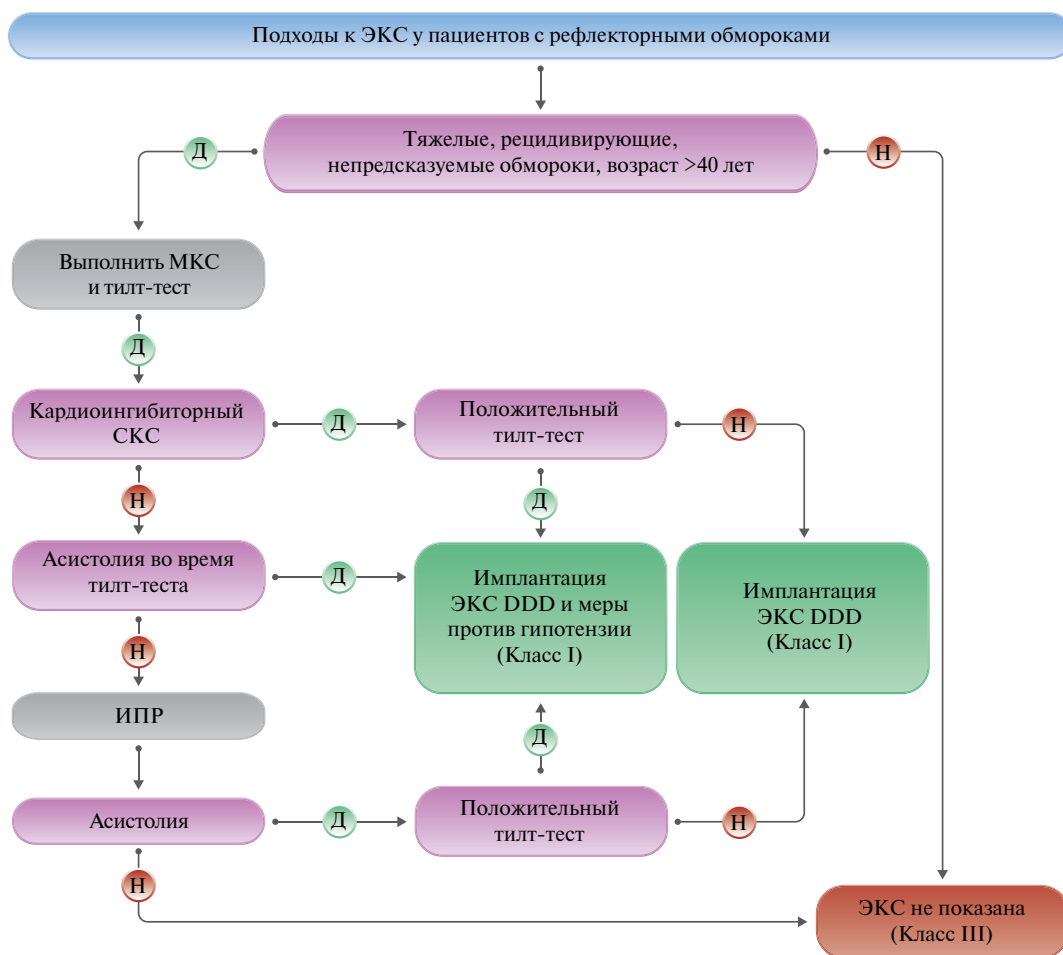 Подходы к ЭКС у пациентов с рефлекторными обмороками
Тяжелые, рецидивирующие,
непредсказуемые обмороки, возраст >40 лет
Д
Н
Выполнить МКС
и тилт-тест
Д
Кардиоингибиторный
СКС
Д
Положительный
тилт-тест
Н
Н
Д
Асистолия во время
тилт-теста
Д
Имплантация
ЭКС DDD и меры
против гипотензии
(Класс I)
Имплантация
ЭКС DDD
(Класс I)
Н
ИПР
Д
Асистолия
Д
Положительный
тилт-тест
Н
Н
ЭКС не показана
(Класс III)